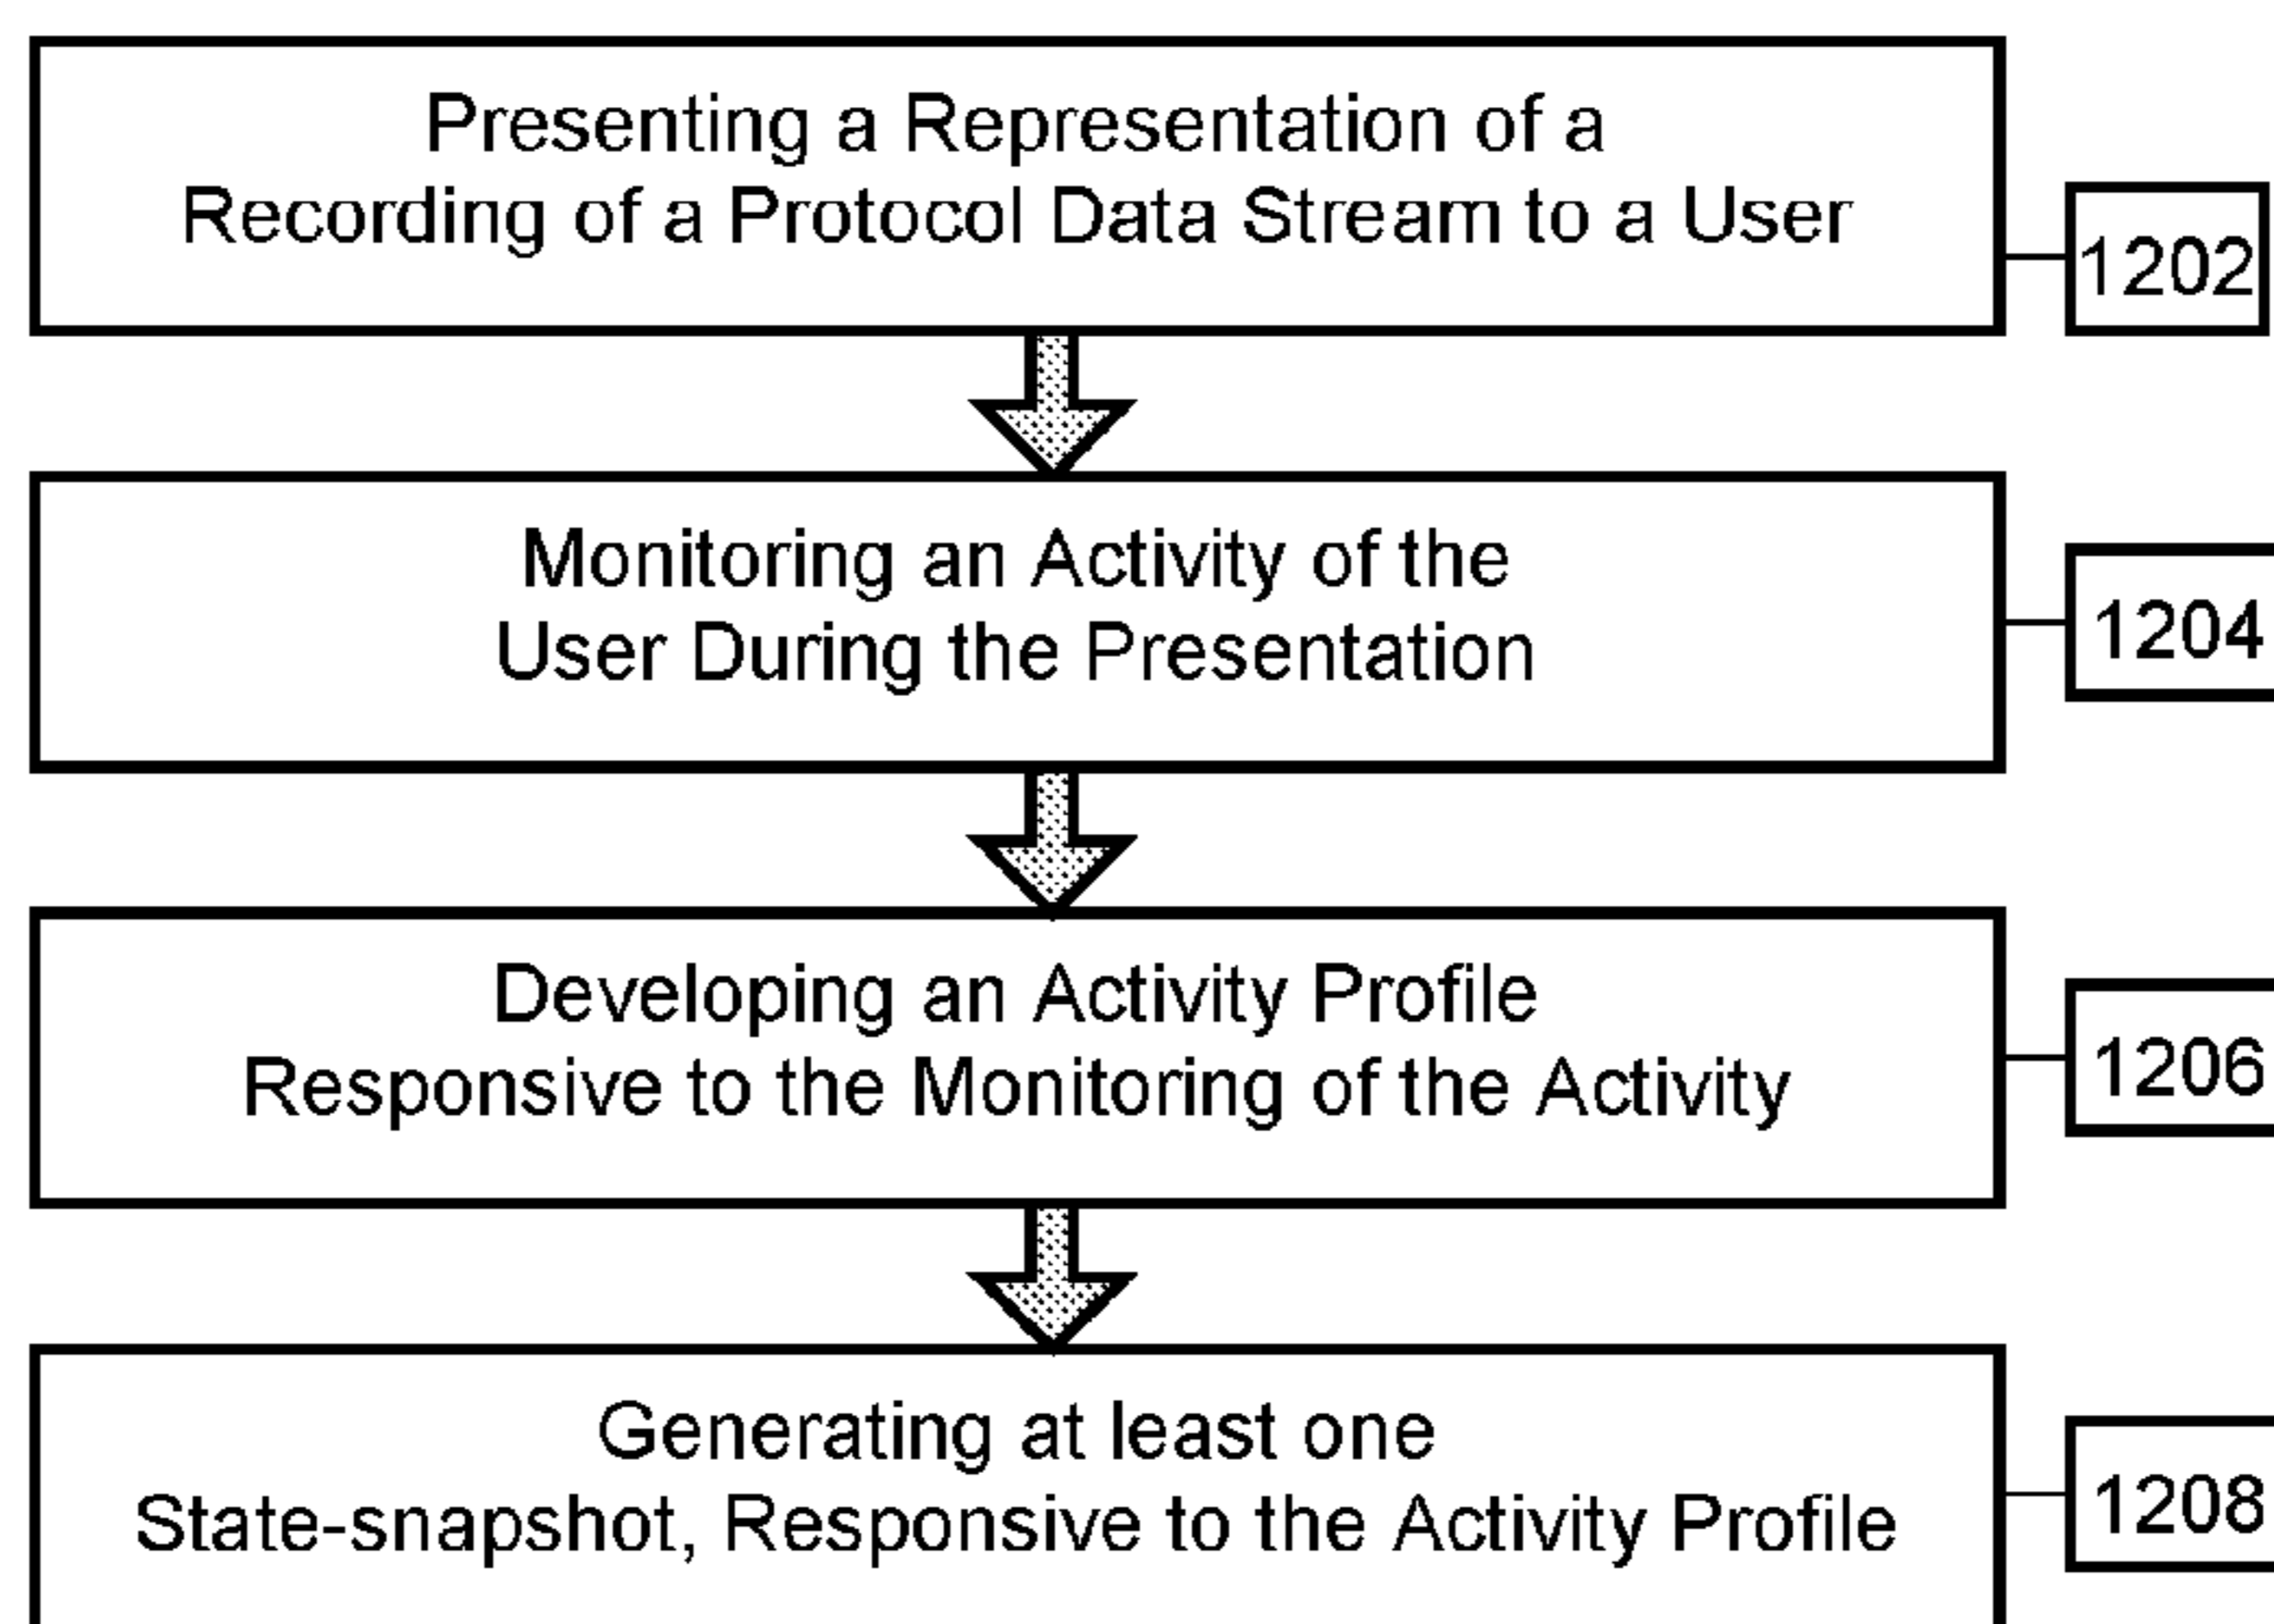 Presenting a Representation of a
Recording of a Protocol Data Stream to a User
1202
Monitoring an Activity of the
User During the Presentation
1204
Developing an Activity Profile
Responsive to the Monitoring of the Activity
1206
Generating at least one
State-snapshot, Responsive to the Activity Profile
1208